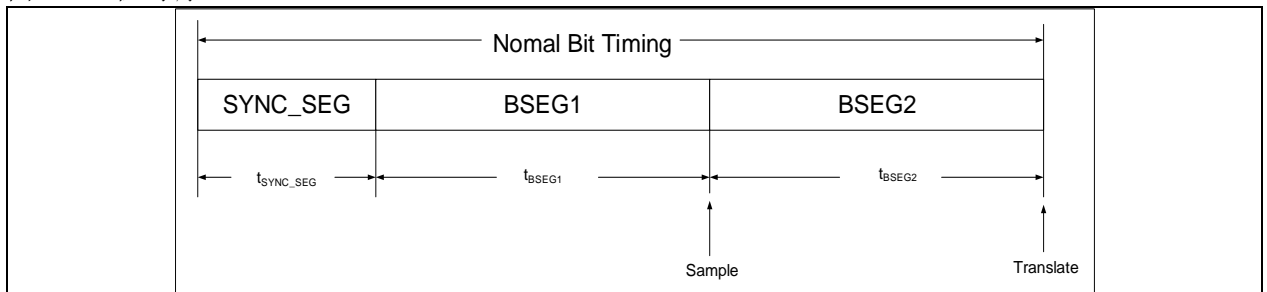 Nomal Bit Timing
SYNC_SEG BSEG1 BSEG2
tSYNC_SEG tBSEG1 tBSEG2
Sample Translate